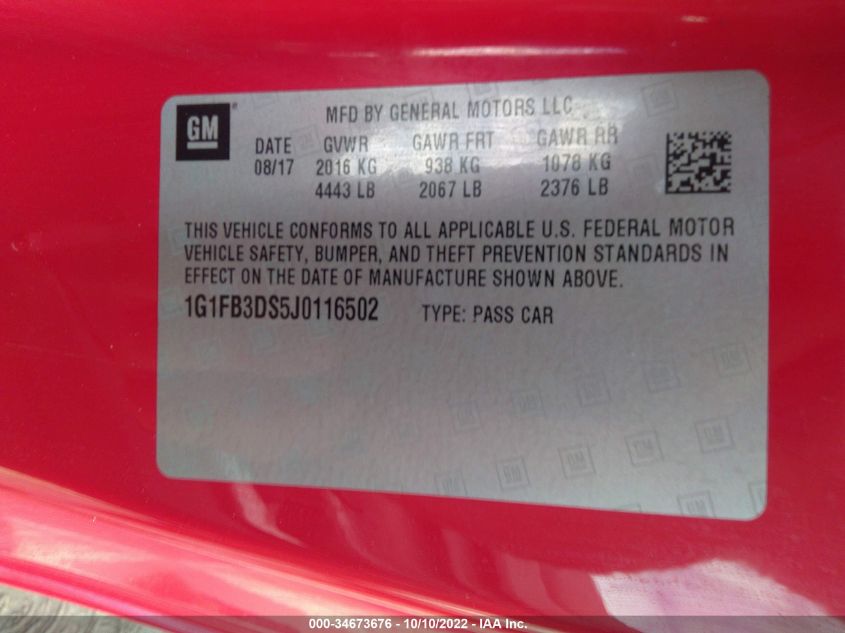 GM
MFD BY GENERAL MOTORS LLC
DATE GVWR GAWR FRT GAWR RR
08/17 2016 KG 938 KG 1078 KG
4443 LB 2067 LB 2376 LB
THIS VEHICLE CONFORMS TO ALL APPLICABLE U.S. FEDERAL MOTOR
VEHICLE SAFETY, BUMPER, AND THEFT PREVENTION STANDARDS IN
EFFECT ON THE DATE OF MANUFACTURE SHOWN ABOVE.
1G1FB3DS5J0116502 TYPE: PASS CAR
000-34673676 - 10/10/2022 - IAA Inc.